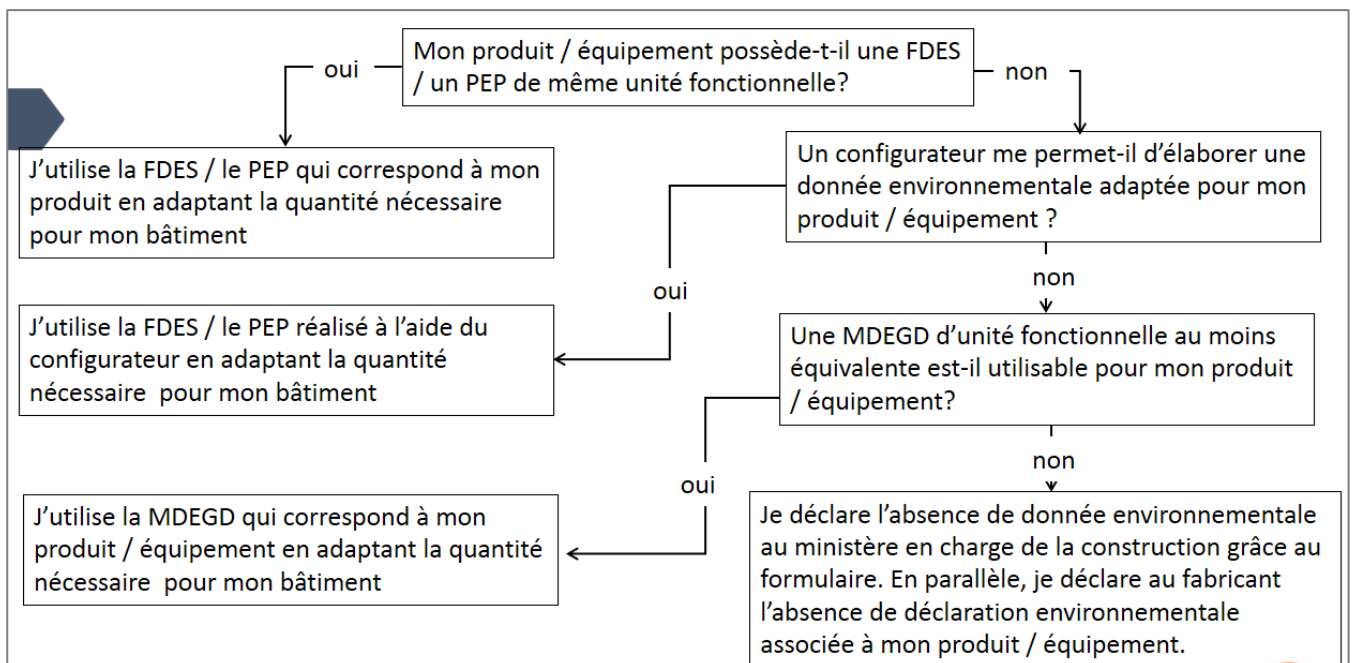 Mon produit / équipement possède-t-il une FDES
/ un PEP de même unité fonctionnelle?
oui
non
J’utilise la FDES / le PEP qui correspond à mon
produit en adaptant la quantité nécessaire
pour mon bâtiment
Un configurateur me permet-il d’élaborer une
donnée environnementale adaptée pour mon
produit / équipement ?
oui
non
J’utilise la FDES / le PEP réalisé à l’aide du
configurateur en adaptant la quantité
nécessaire pour mon bâtiment
Une MDEGD d’unité fonctionnelle au moins
équivalente est-il utilisable pour mon produit
/ équipement?
oui
non
J’utilise la MDEGD qui correspond à mon
produit / équipement en adaptant la quantité
nécessaire pour mon bâtiment
Je déclare l’absence de donnée environnementale
au ministère en charge de la construction grâce au
formulaire. En parallèle, je déclare au fabricant
l’absence de déclaration environnementale
associée à mon produit / équipement.